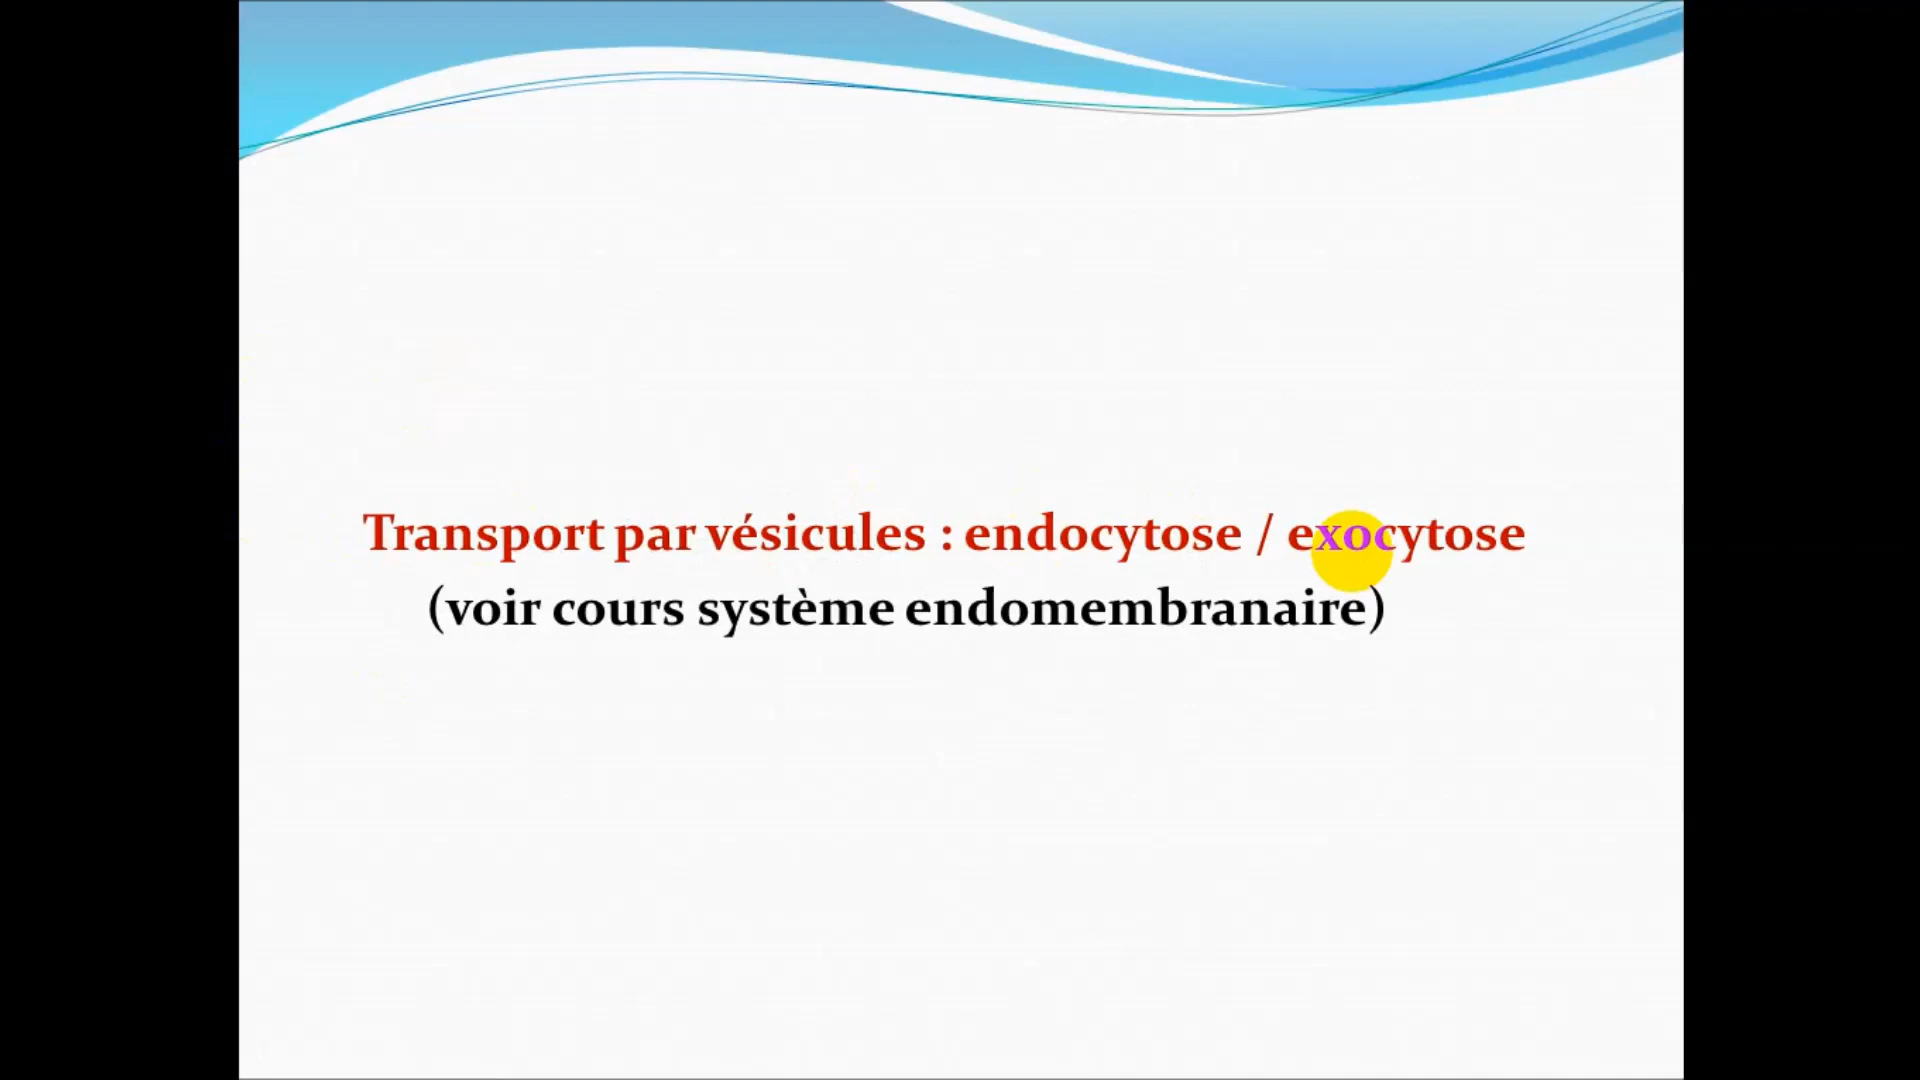 Transport par vésicules : endocytose / exocytose
(voir cours système endomembranaire)